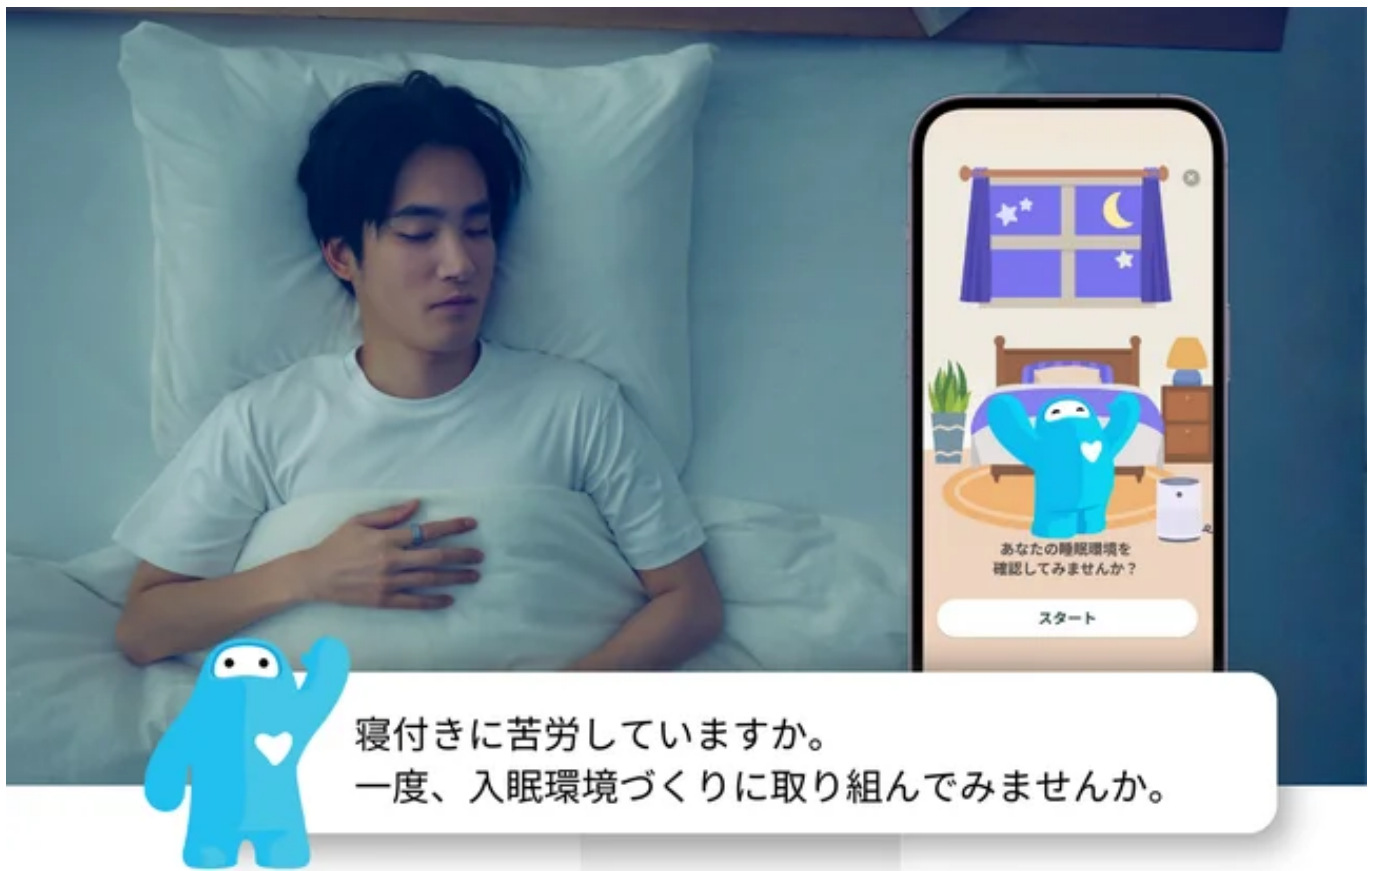 あなたの睡眠環境を
確認してみませんか？
スタート
寝付きに苦労していますか。
一度、入眠環境づくりに取り組んでみませんか。